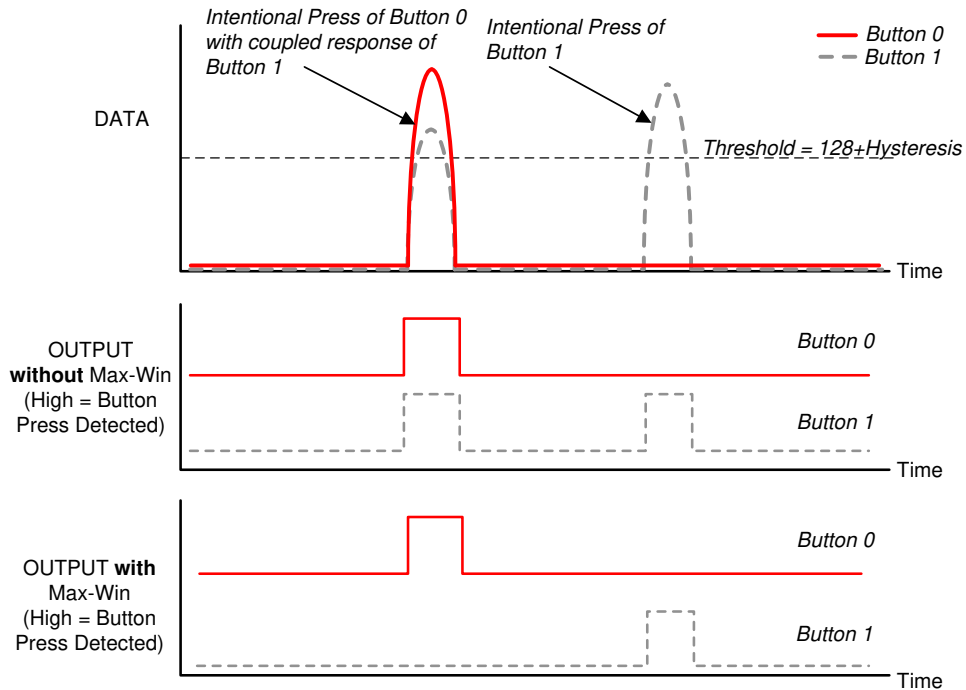 Intentional Press of Button 0
with coupled response of
Button 1
Intentional Press of
Button 1
Button 0
Button 1
DATA
Threshold = 128+Hysteresis
Time
OUTPUT
without Max-Win
(High = Button
Press Detected)
Button 0
Button 1
Time
OUTPUT with
Max-Win
(High = Button
Press Detected)
Button 0
Button 1
Time